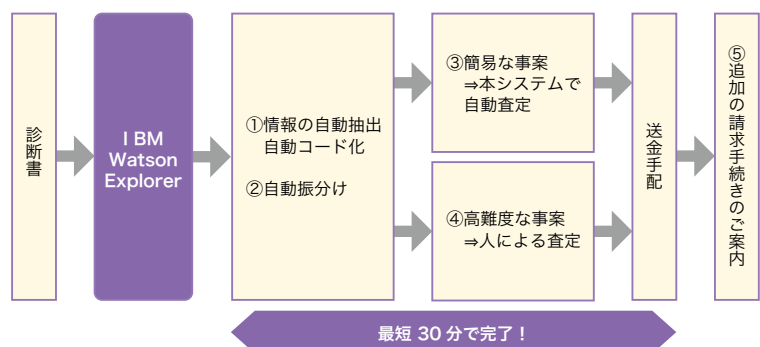 診断書
IBM
Watson
Explorer
①情報の自動抽出
自動コード化
②自動振分け
③簡易な事案
⇒本システムで
自動査定
④高難度な事案
⇒人による査定
送金手配
⑤追加の請求手続きのご案内
最短 30 分で完了！